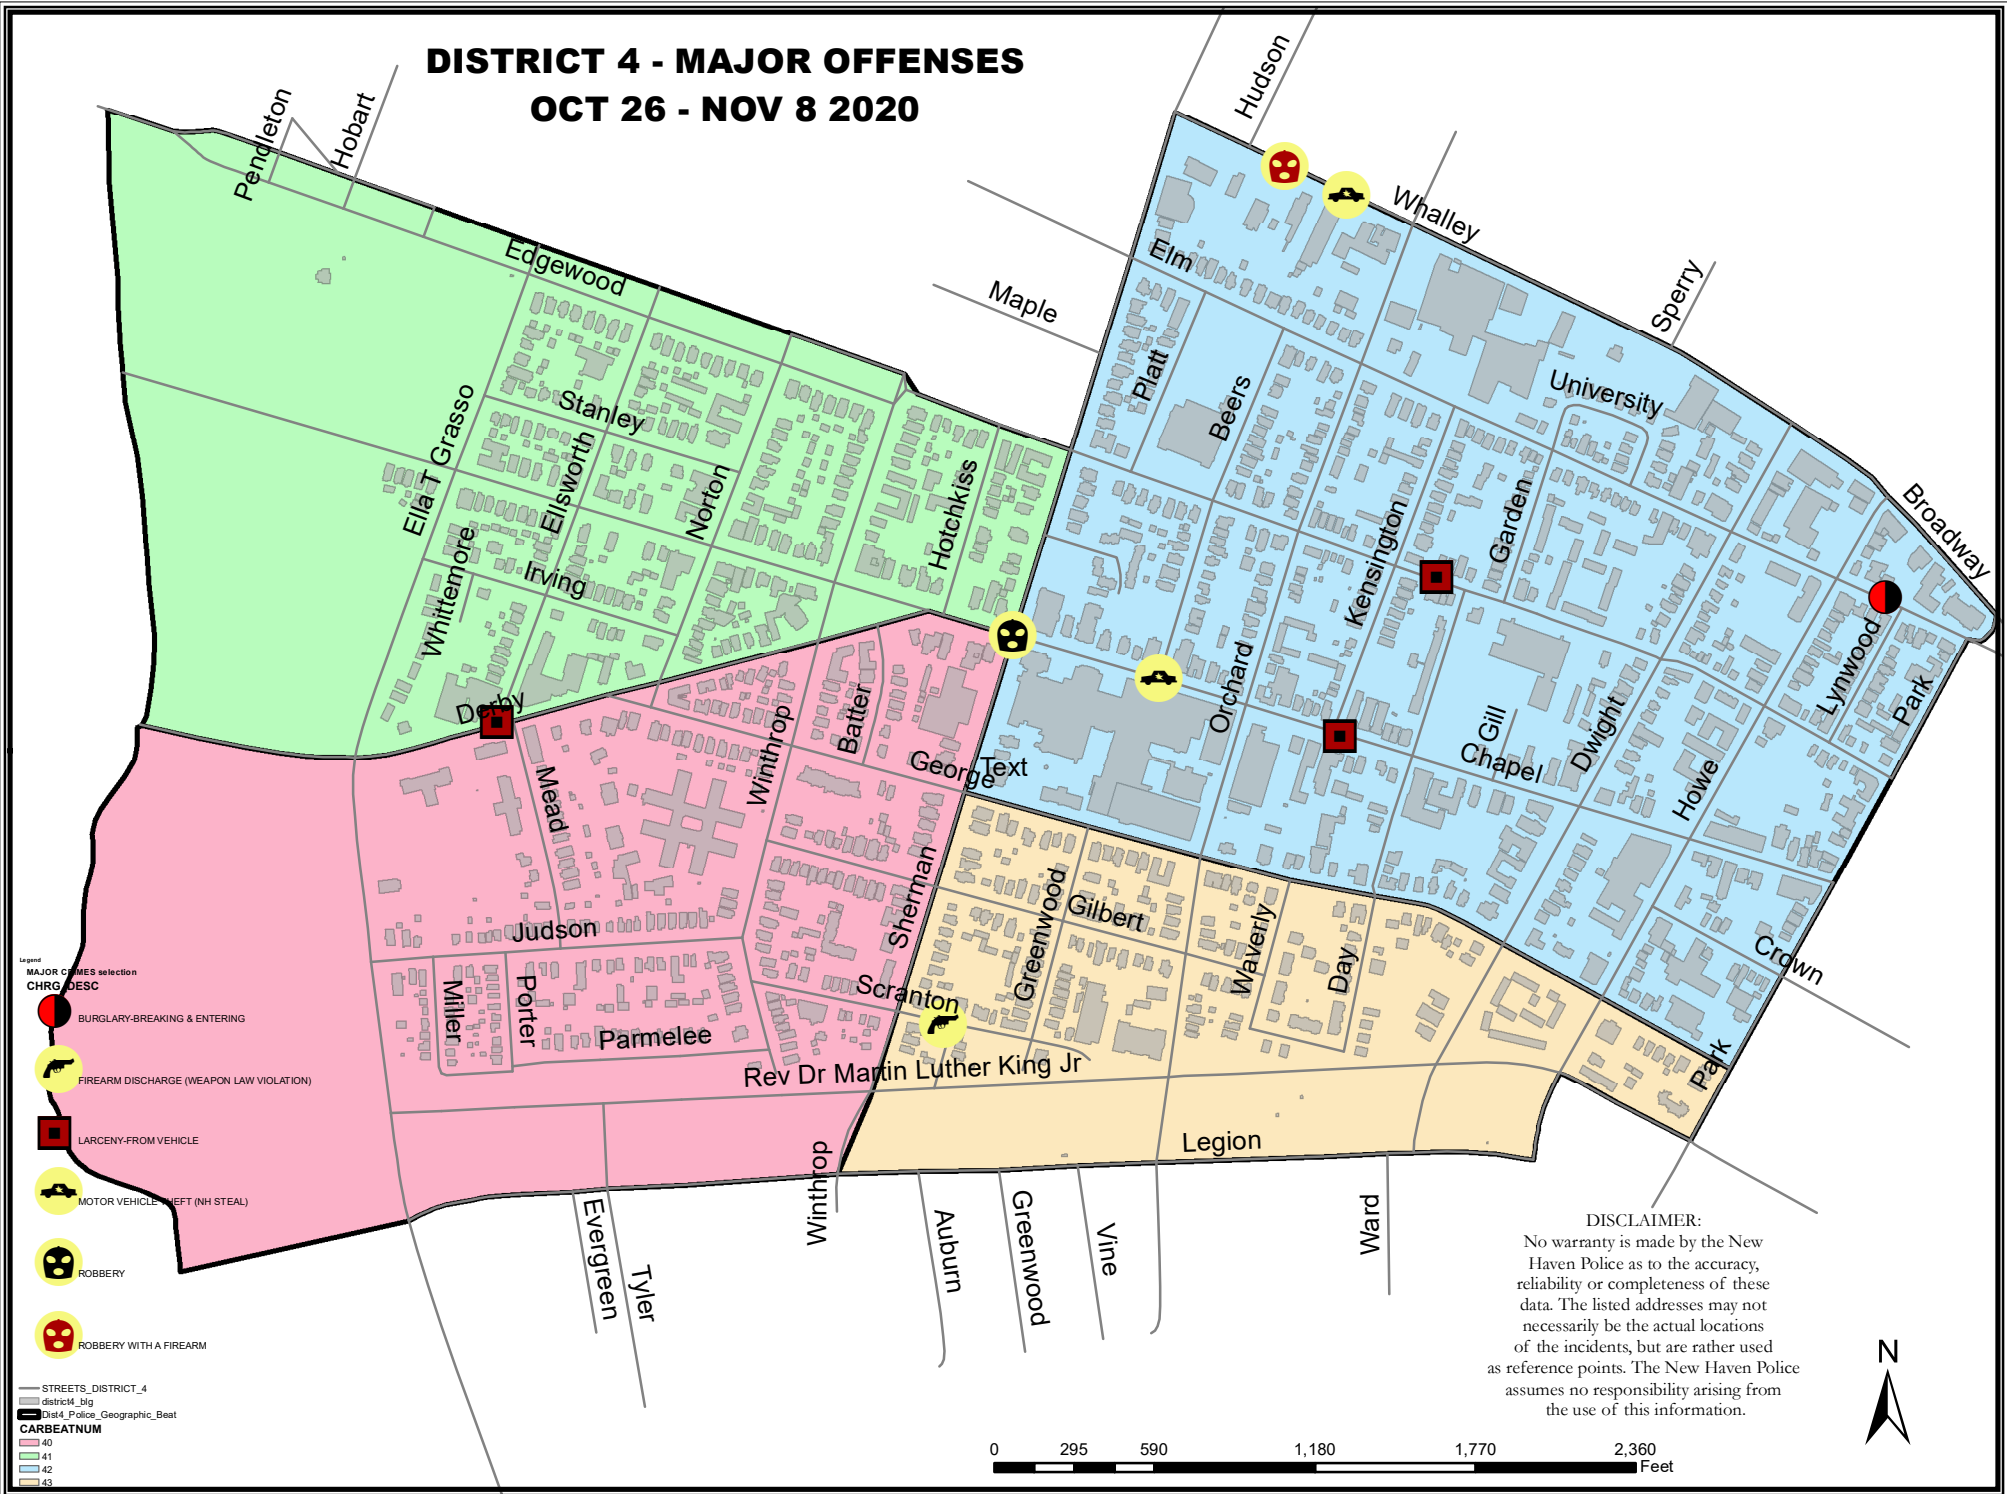 DISTRICT 4 - MAJOR OFFENSES
OCT 26 - NOV 8 2020
Pendleton
Hobart
Hudson
Whalley
Sperry
Edgewood
Elm
Maple
Platt
Beers
University
Stanley
Ella T Grasso
Ellsworth
Norton
Hotchkiss
Kensington
Garden
Broadway
Whittemore
Irving
Orchard
Lynwood
Park
Derby
Batter
Winthrop
George
Text
Gill
Chapel
Dwight
Howe
Mead
Sherman
Greenwood
Gilbert
Waverly
Day
Crown
Judson
Miller
Porter
Scranton
Parmelee
Rev Dr Martin Luther King Jr
Park
Legion
Winthrop
Evergreen
Tyler
Auburn
Greenwood
Vine
Ward
Legend
MAJOR CRIMES selection
CHRG_DESC
BURGLARY-BREAKING & ENTERING
FIREARM DISCHARGE (WEAPON LAW VIOLATION)
LARCENY-FROM VEHICLE
MOTOR VEHICLE THEFT (NH STEAL)
ROBBERY
ROBBERY WITH A FIREARM
STREETS_DISTRICT_4
district4_blg
Dist4_Police_Geographic_Beat
CARBEATNUM
40
41
42
43
DISCLAIMER:
No warranty is made by the New
Haven Police as to the accuracy,
reliability or completeness of these
data. The listed addresses may not
necessarily be the actual locations
of the incidents, but are rather used
as reference points. The New Haven Police
assumes no responsibility arising from
the use of this information.
N
0 295 590 1,180 1,770 2,360
Feet